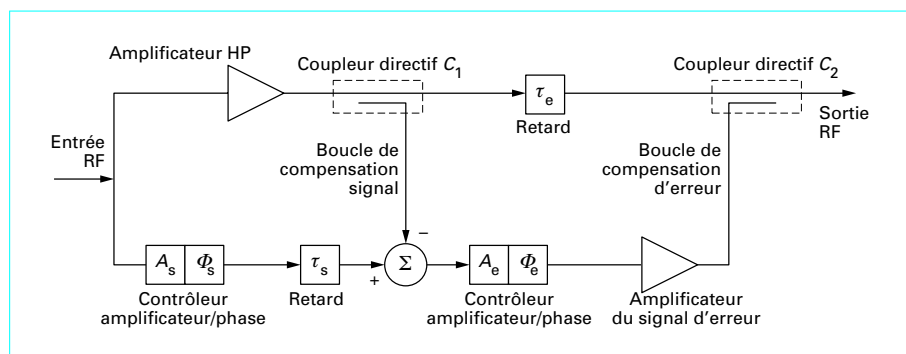 Amplificateur HP
Coupleur directif C1
Coupleur directif C2
τe
Retard
Sortie
RF
Entrée
RF
Boucle de
compensation
signal
Boucle de
compensation
d'erreur
−
As Φs
τs
+
Σ
Ae Φe
Contrôleur
amplificateur/phase
Retard
Contrôleur
amplificateur/phase
Amplificateur
du signal d'erreur